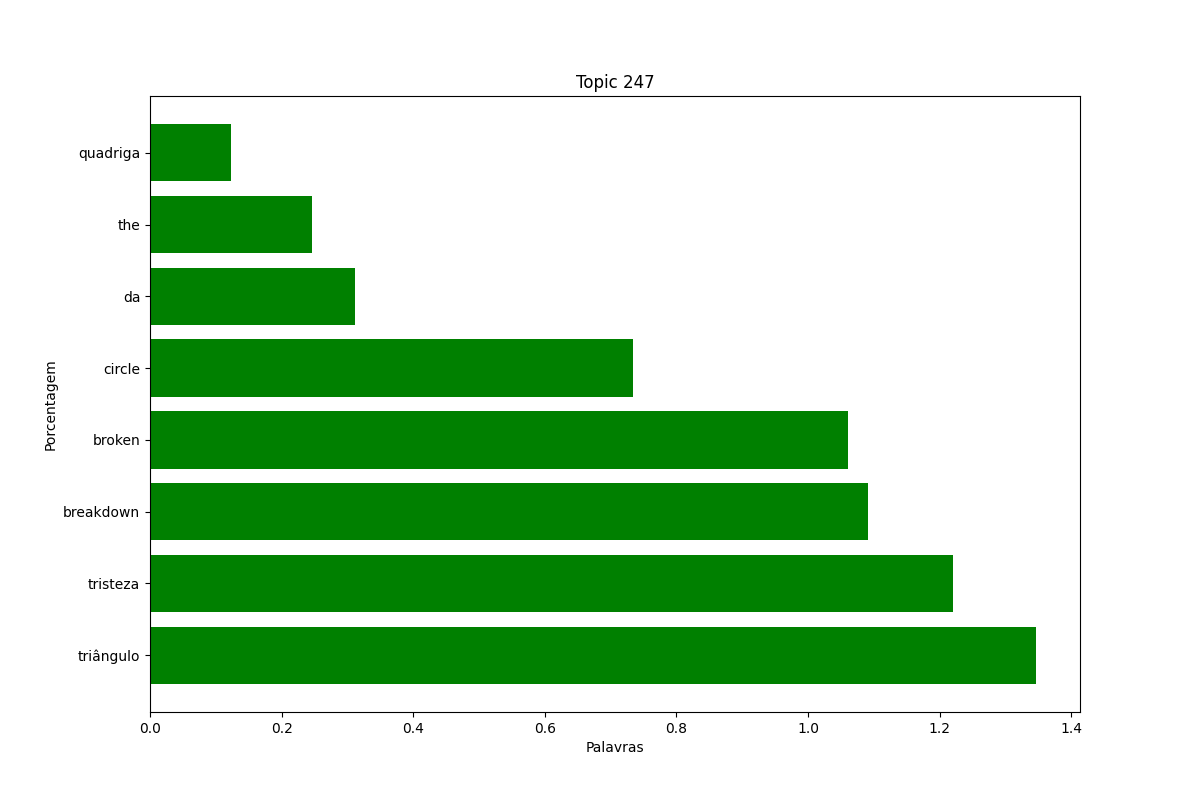 Topic 247
quadriga
the
da
circle
broken
breakdown
tristeza
triângulo
Porcentagem
0.0 0.2 0.4 0.6 0.8 1.0 1.2 1.4
Palavras